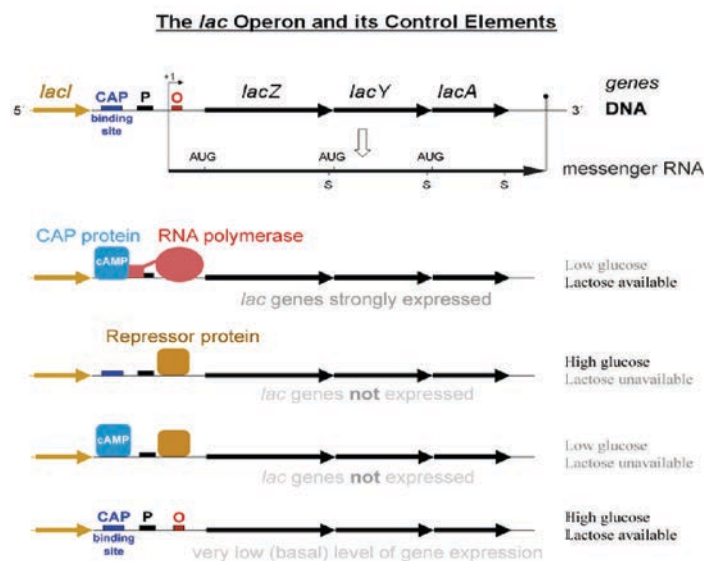 The lac Operon and its Control Elements
lacI CAP P +1 O lacZ lacY lacA genes
5´ 3´ DNA
binding site
AUG AUG AUG
messenger RNA
S S S
CAP protein RNA polymerase
cAMP
Low glucose
Lactose available
lac genes strongly expressed
Repressor protein
High glucose
Lactose unavailable
lac genes not expressed
cAMP
Low glucose
Lactose unavailable
lac genes not expressed
CAP P O
High glucose
Lactose available
binding site
very low (basal) level of gene expression